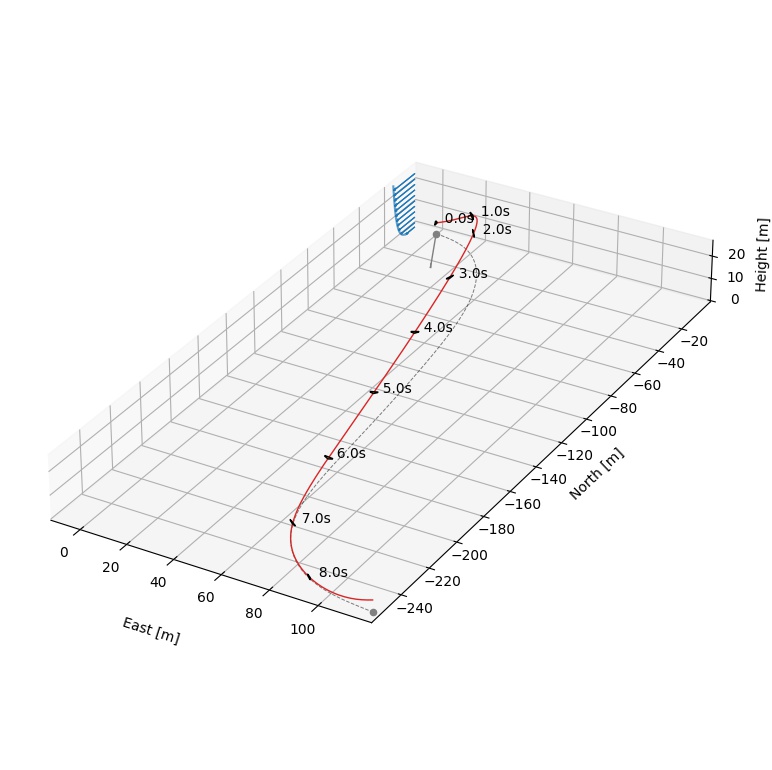 0.0s
1.0s
2.0s
3.0s
4.0s
5.0s
6.0s
7.0s
8.0s
20
10
0
Height [m]
−20
−40
−60
−80
−100
−120
−140
−160
−180
−200
−220
−240
North [m]
0
20
40
60
80
100
East [m]